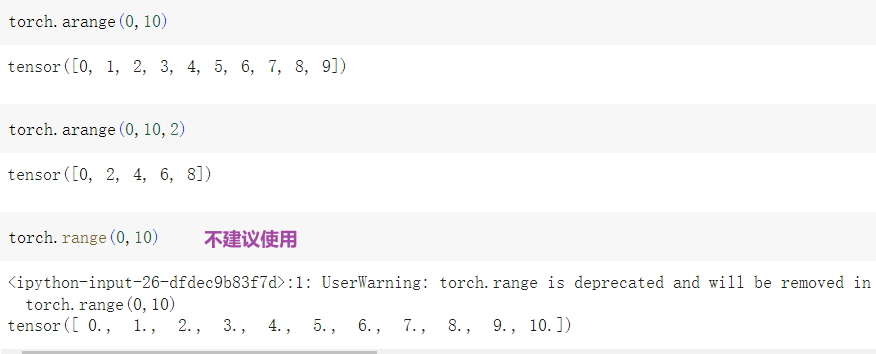 torch.arange(0,10)
tensor([0, 1, 2, 3, 4, 5, 6, 7, 8, 9])
torch.arange(0,10,2)
tensor([0, 2, 4, 6, 8])
torch.range(0,10) 不建议使用
<ipython-input-26-dfdec9b83f7d>:1: UserWarning: torch.range is deprecated and will be removed in
torch.range(0,10)
tensor([ 0., 1., 2., 3., 4., 5., 6., 7., 8., 9., 10.])